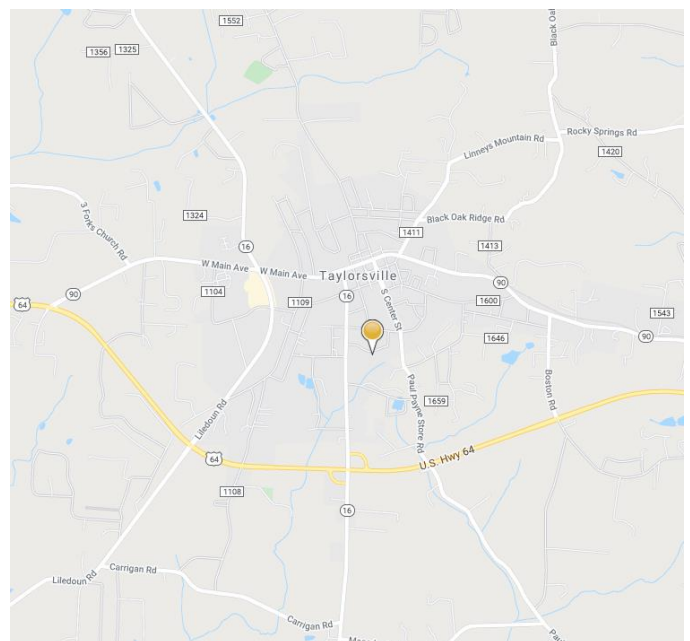 1552
1325
1356
Black Oak
Rocky Springs Rd
Linneys Mountain Rd
1420
3 Forks Church Rd
1324
Black Oak Ridge Rd
1411
16
1413
W Main Ave
W Main Ave
Taylorsville
90
90
1104
1109
16
S Center St
1600
64
1543
1646
90
Paul Payne Store Rd
Boston Rd
1659
Liledoun Rd
64
U.S. Hwy 64
1108
16
Carrigan Rd
Liledoun Rd
Carrigan Rd